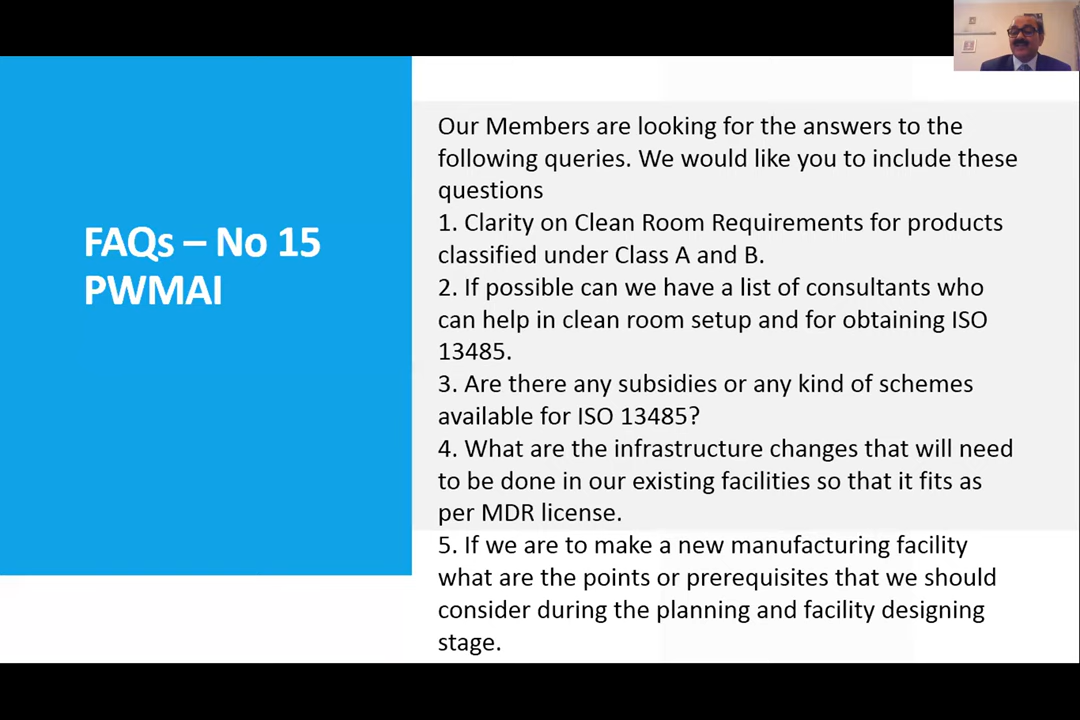 FAQs – No 15
PWMAI
Our Members are looking for the answers to the
following queries. We would like you to include these
questions
1. Clarity on Clean Room Requirements for products
classified under Class A and B.
2. If possible can we have a list of consultants who
can help in clean room setup and for obtaining ISO
13485.
3. Are there any subsidies or any kind of schemes
available for ISO 13485?
4. What are the infrastructure changes that will need
to be done in our existing facilities so that it fits as
per MDR license.
5. If we are to make a new manufacturing facility
what are the points or prerequisites that we should
consider during the planning and facility designing
stage.